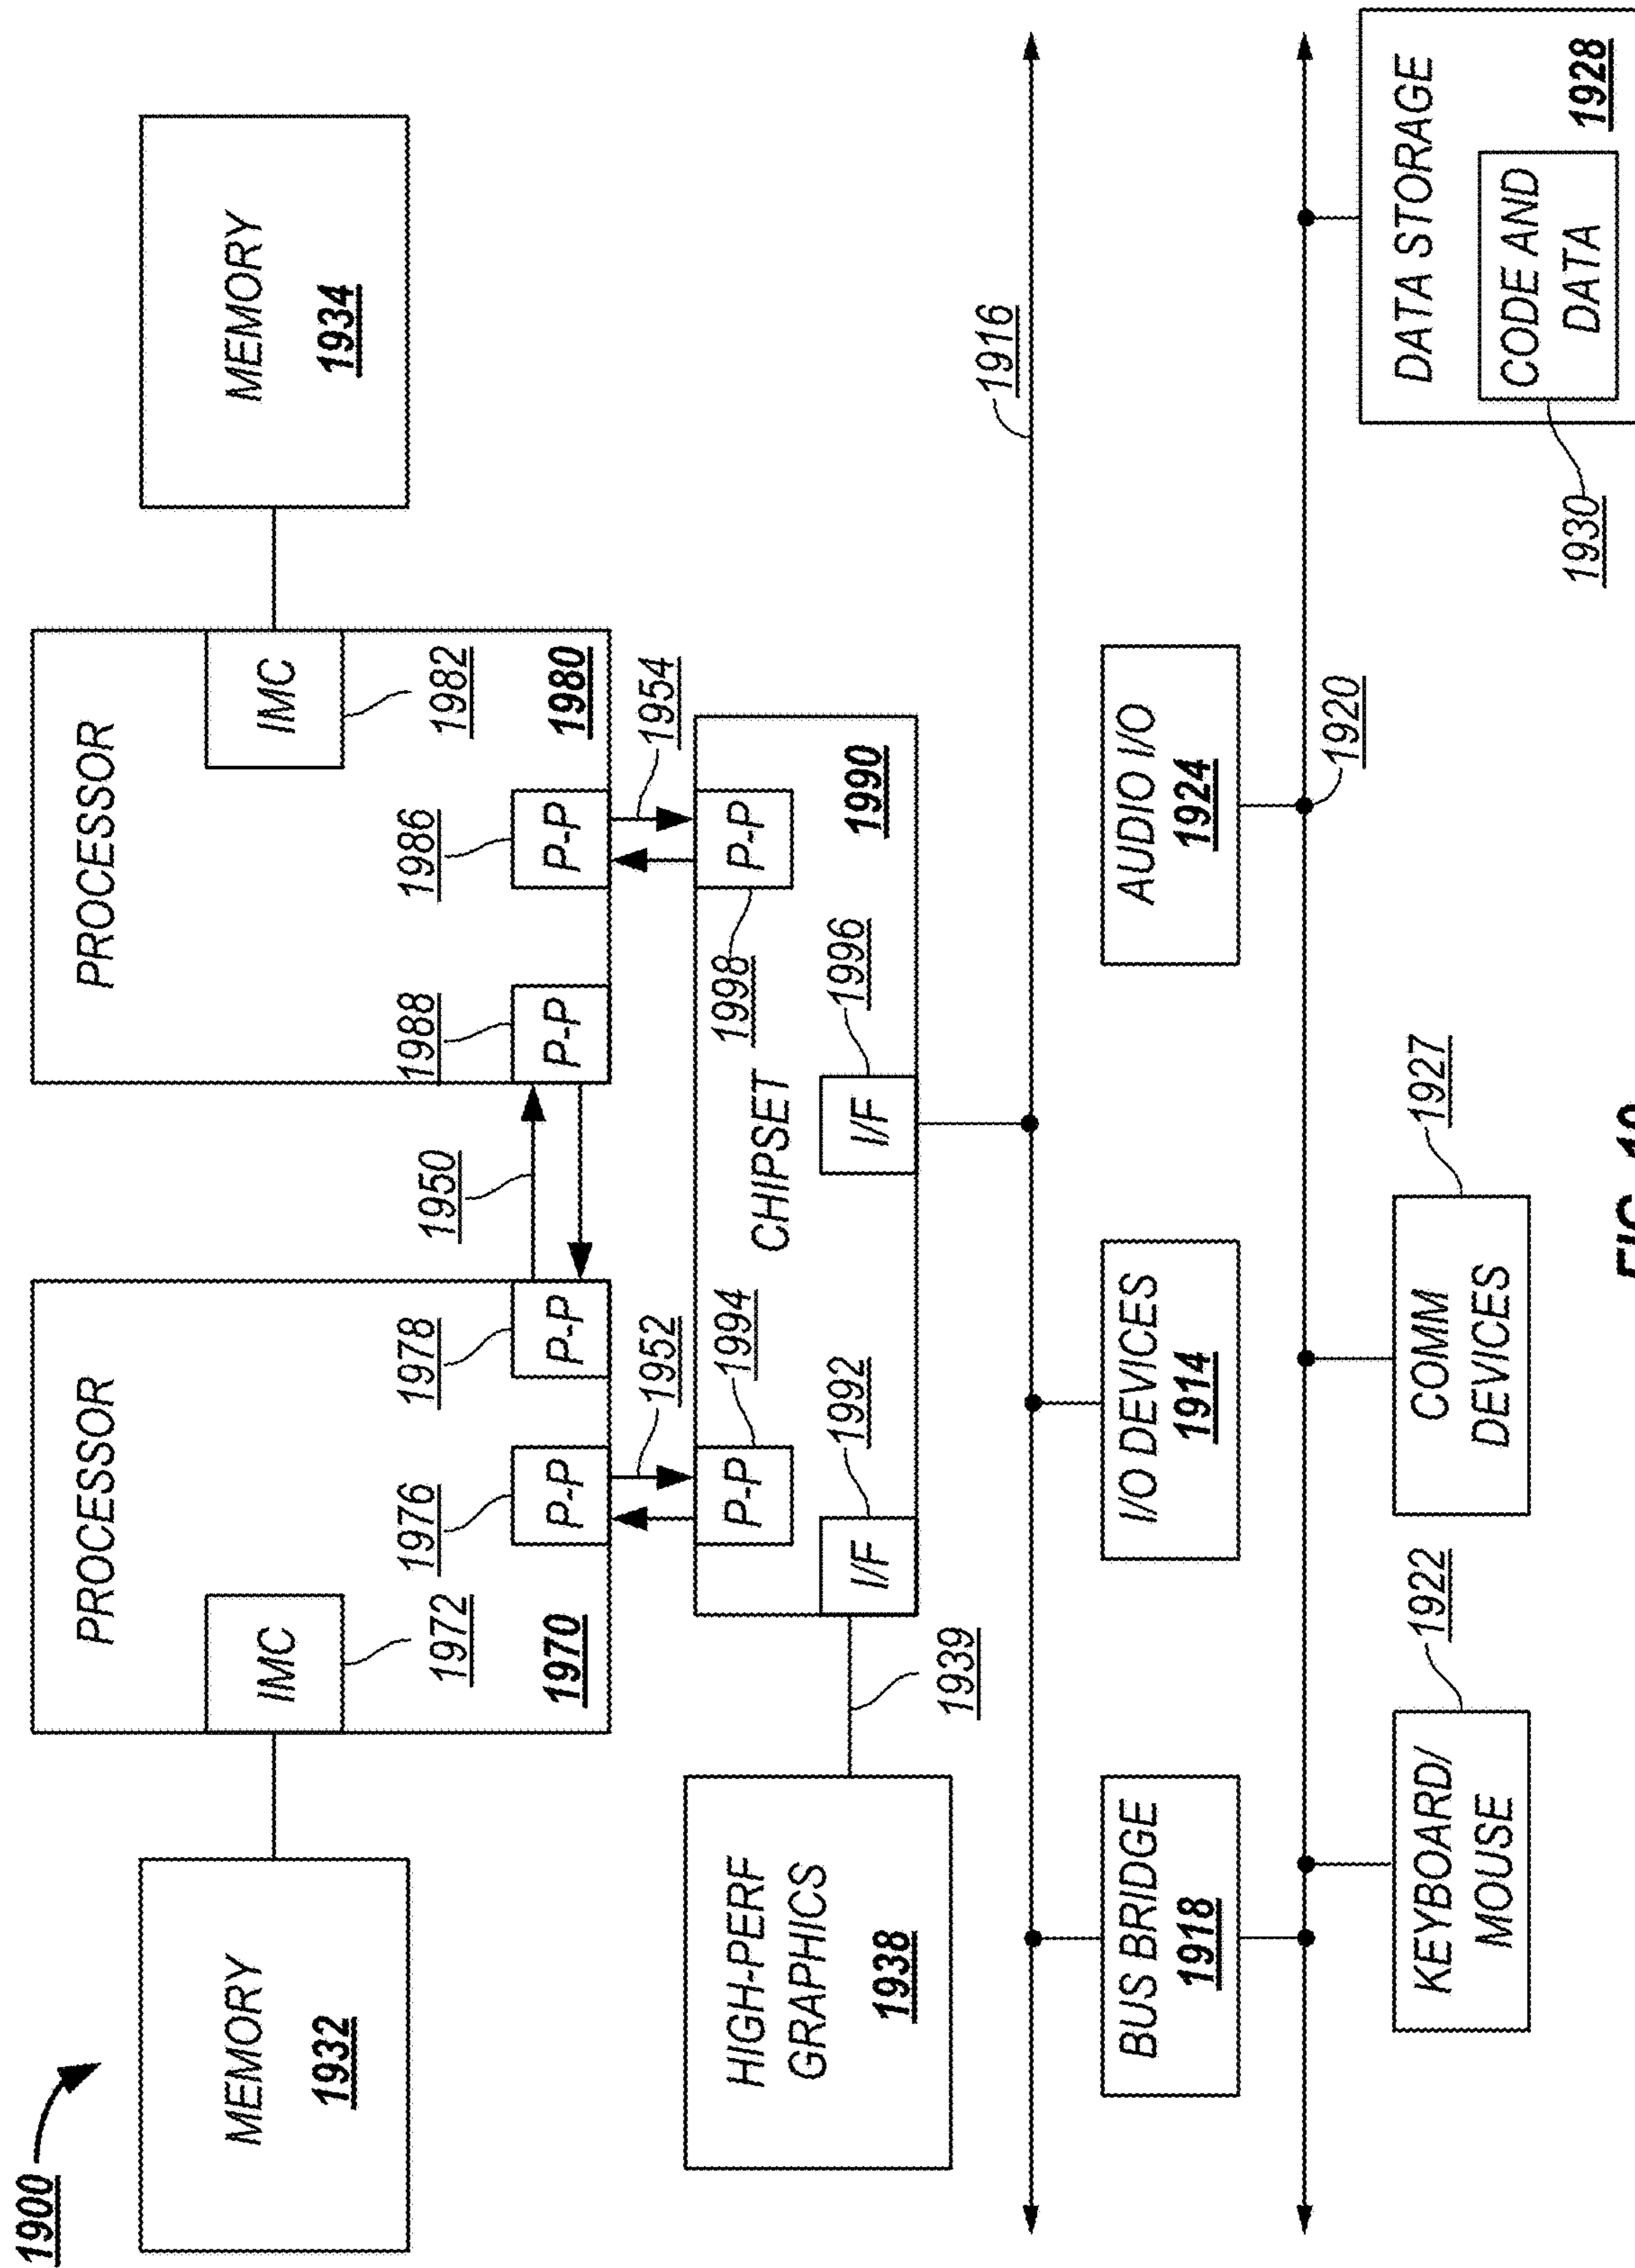 1900
PROCESSOR
PROCESSOR
MEMORY
1932
IMC
1972
IMC
1982
MEMORY
1934
1976
1978
1988
1986
1970
P-P
P-P
1950
P-P
P-P
1980
1952
1954
HIGH-PERF
GRAPHICS
1938
P-P
1994
1998
P-P
CHIPSET
1990
I/F
1992
I/F
1996
1939
1916
BUS BRIDGE
1918
I/O DEVICES
1914
AUDIO I/O
1924
1920
KEYBOARD/
MOUSE
1922
COMM
DEVICES
1927
DATA STORAGE
CODE AND
DATA
1928
1930